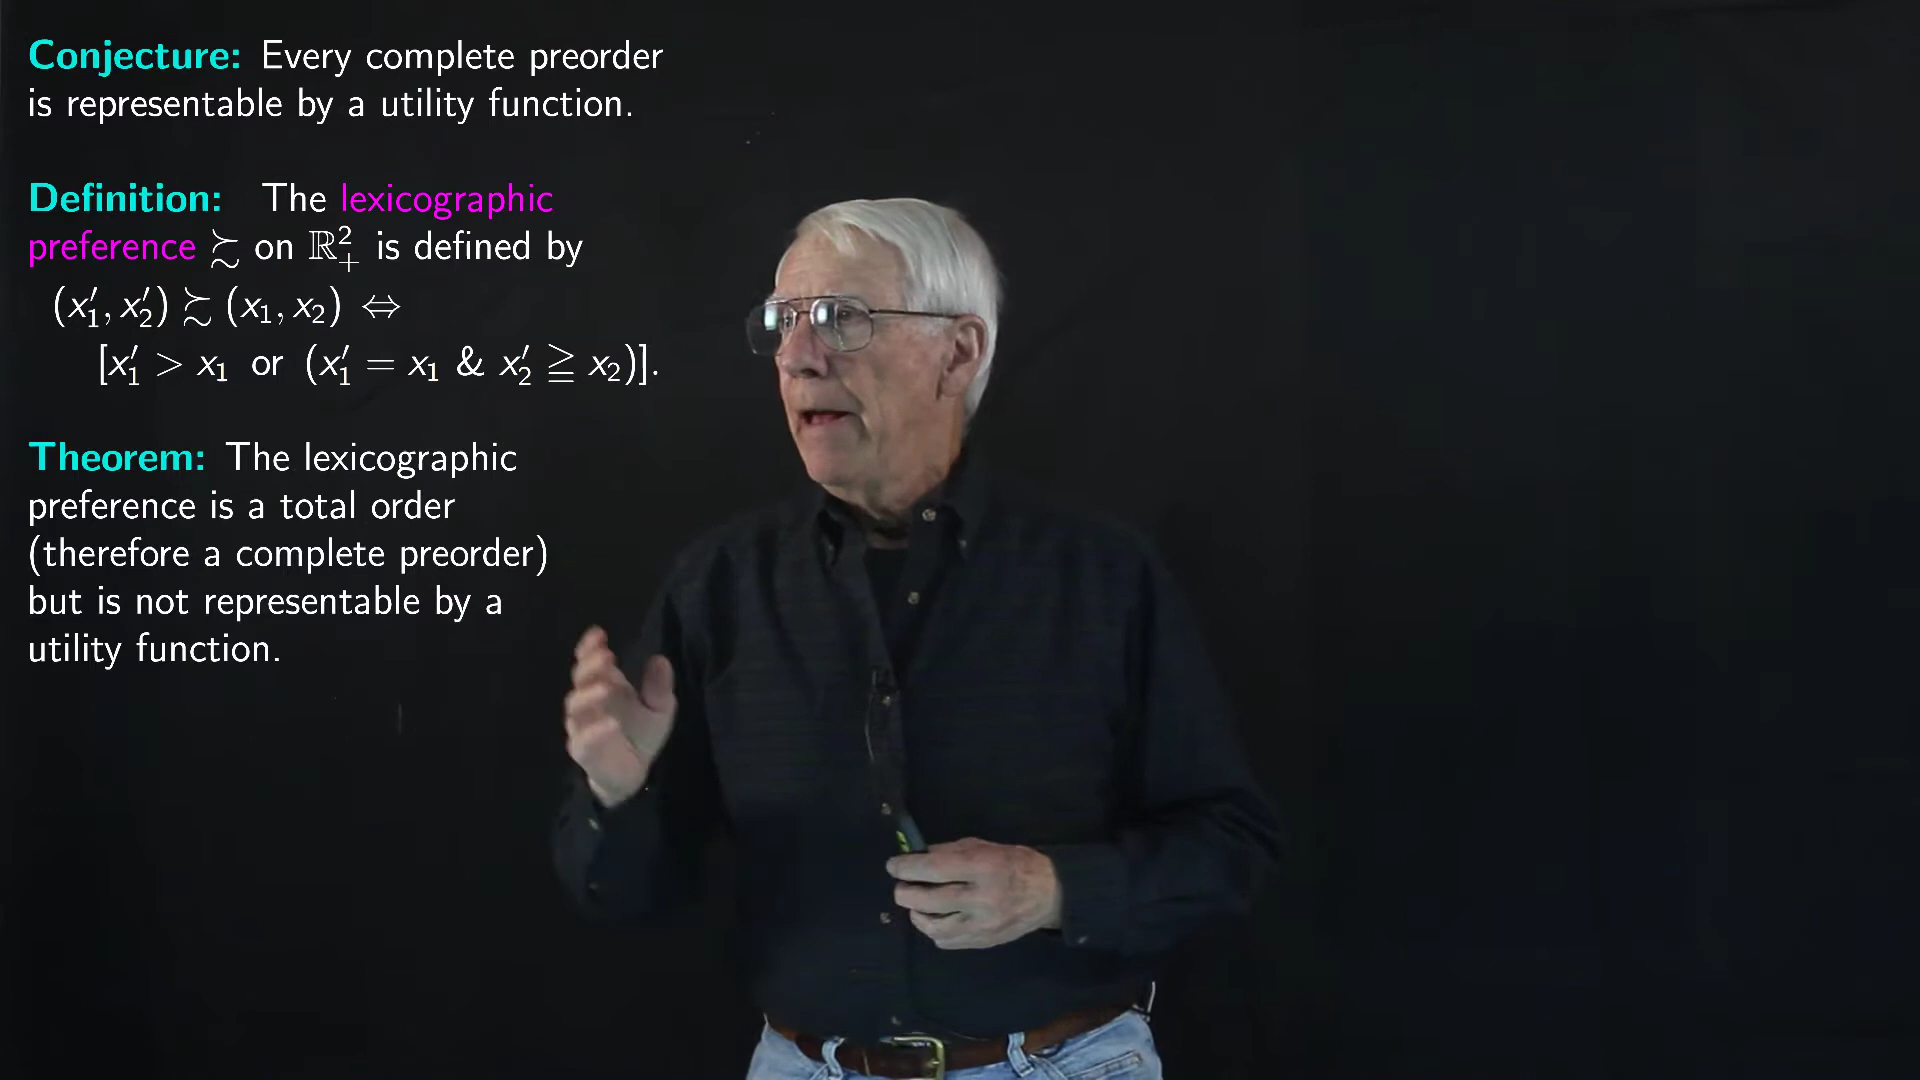 Conjecture: Every complete preorder
is representable by a utility function.
Definition: The lexicographic
preference ≿ on ℝ²₊ is defined by
(x′₁, x′₂) ≿ (x₁, x₂) ⇔
[x′₁ > x₁ or (x′₁ = x₁ & x′₂ ≧ x₂)].
Theorem: The lexicographic
preference is a total order
(therefore a complete preorder)
but is not representable by a
utility function.